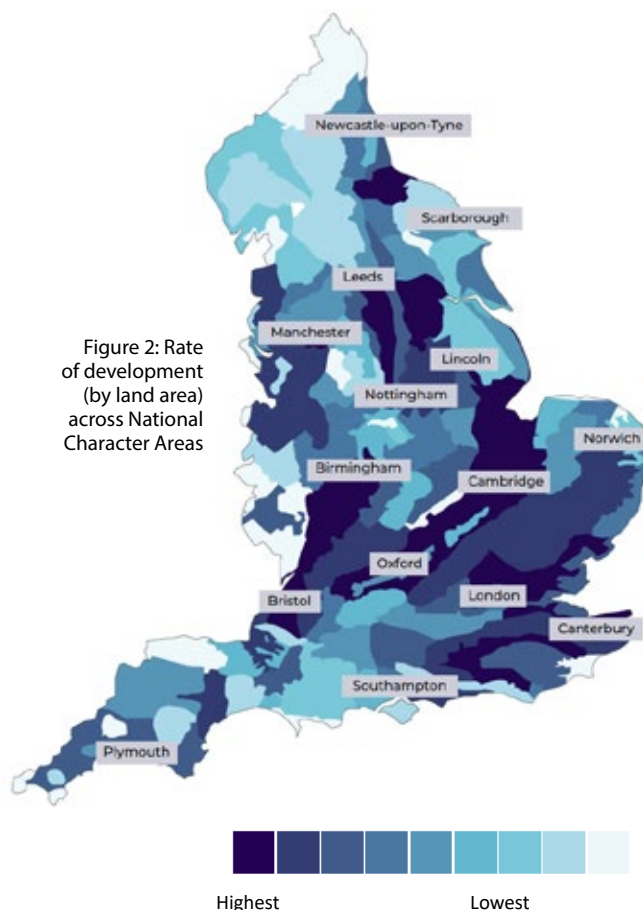 Newcastle-upon-Tyne
Scarborough
Leeds
Manchester
Lincoln
Figure 2: Rate
of development
(by land area)
across National
Character Areas
Nottingham
Norwich
Birmingham
Cambridge
Oxford
London
Bristol
Canterbury
Southampton
Plymouth
Highest
Lowest